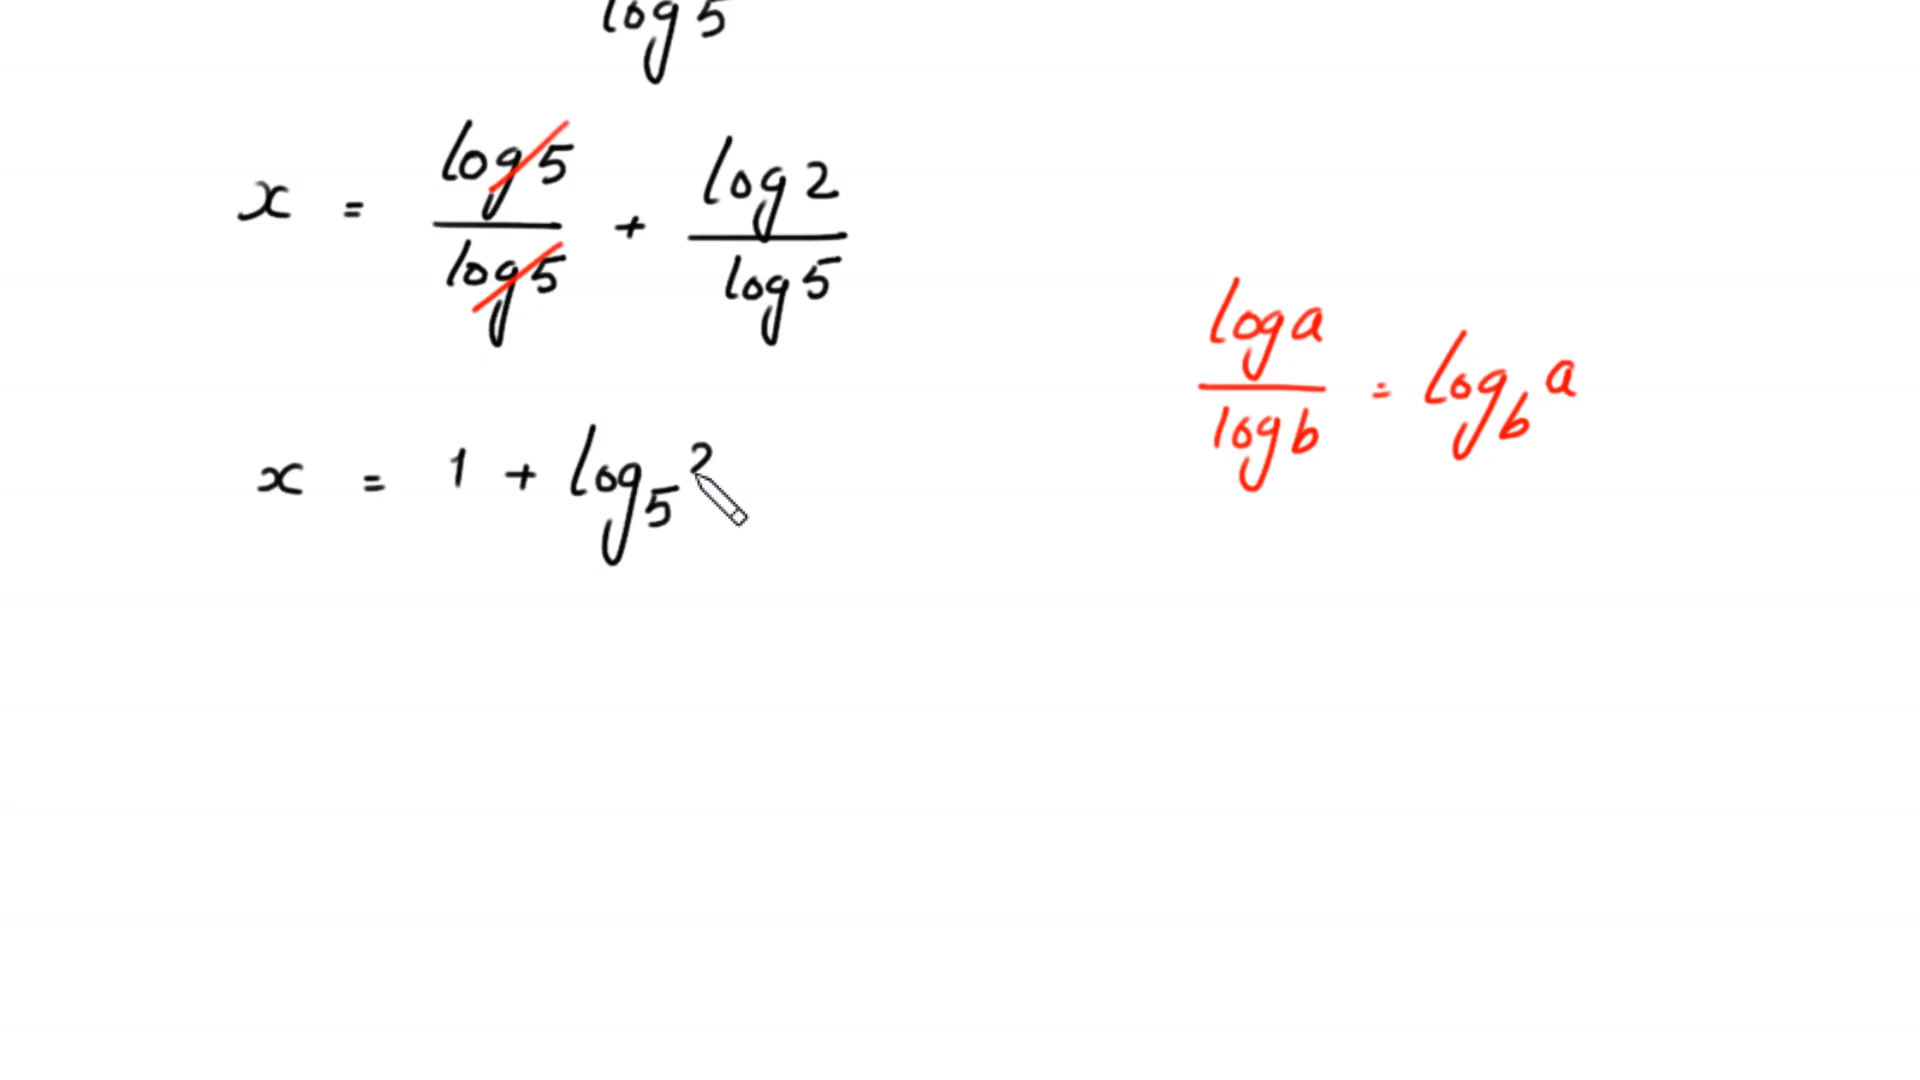 log 5
x = log 5 / log 5 + log 2 / log 5
log a / log b = log_b a
x = 1 + log_5 2